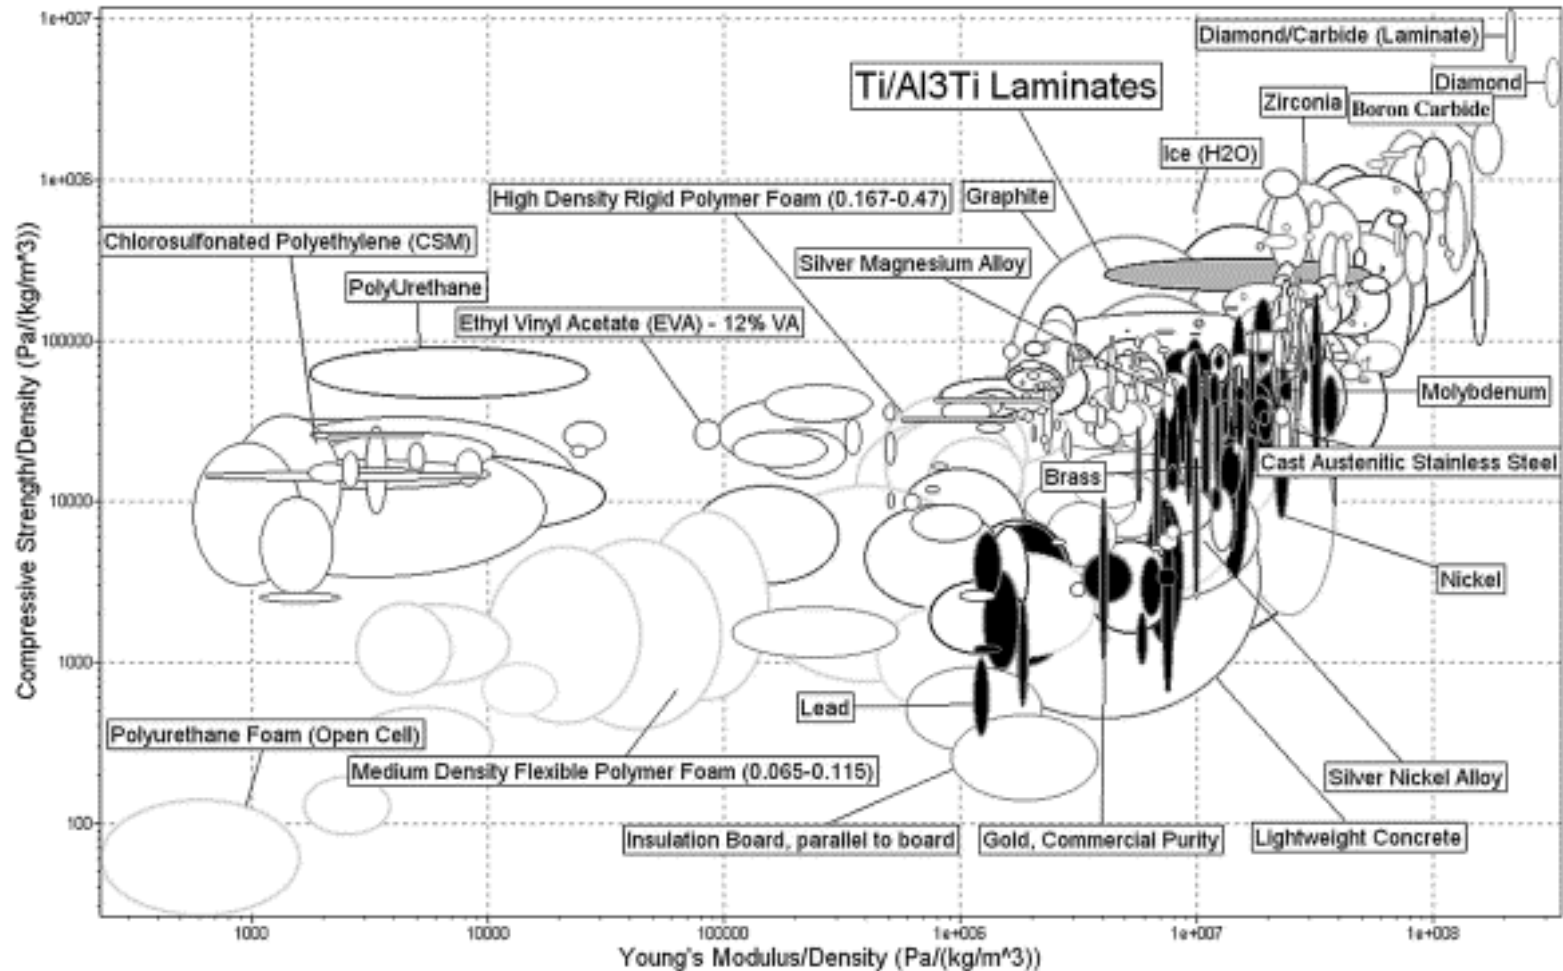 1e+007
Diamond/Carbide (Laminate)
Ti/Al3Ti Laminates
Diamond
Zirconia
Boron Carbide
Ice (H2O)
1e+006
High Density Rigid Polymer Foam (0.167-0.47)
Graphite
Chlorosulfonated Polyethylene (CSM)
Silver Magnesium Alloy
PolyUrethane
Ethyl Vinyl Acetate (EVA) - 12% VA
100000
Molybdenum
Cast Austenitic Stainless Steel
Brass
10000
Nickel
1000
Lead
Polyurethane Foam (Open Cell)
Medium Density Flexible Polymer Foam (0.065-0.115)
Silver Nickel Alloy
100
Insulation Board, parallel to board
Gold, Commercial Purity
Lightweight Concrete
Compressive Strength/Density (Pa/(kg/m^3))
1000
10000
100000
1e+006
1e+007
1e+008
Young's Modulus/Density (Pa/(kg/m^3))